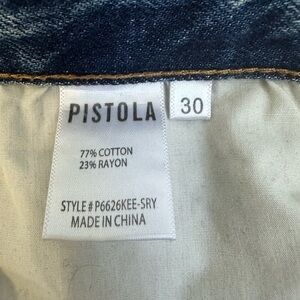 PISTOLA
30
77% COTTON
23% RAYON
STYLE # P6626KEE-SRY
MADE IN CHINA